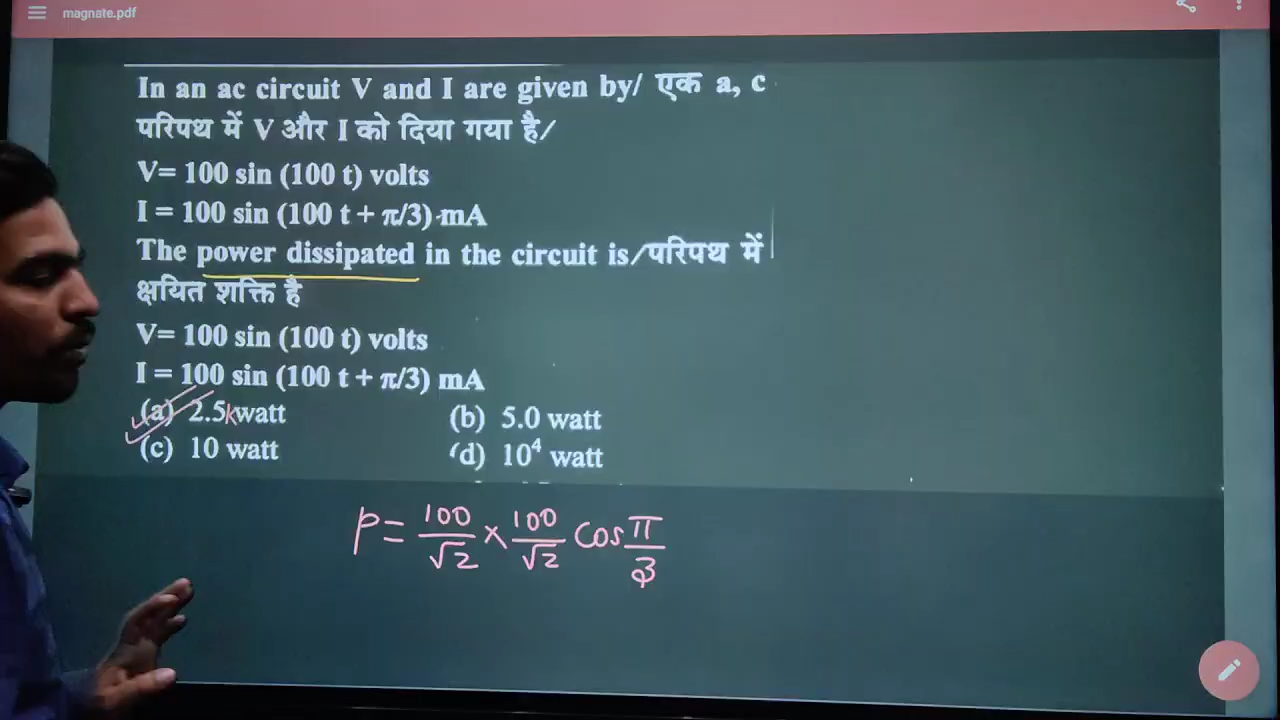 magnate.pdf
In an ac circuit V and I are given by/ एक a, c
परिपथ में V और I को दिया गया है/
V= 100 sin (100 t) volts
I = 100 sin (100 t + π/3) mA
The power dissipated in the circuit is/परिपथ में
क्षयित शक्ति है
V= 100 sin (100 t) volts
I = 100 sin (100 t + π/3) mA
(a) 2.5kwatt (b) 5.0 watt
(c) 10 watt (d) 10⁴ watt
P = 100/√2 × 100/√2 cos π/3